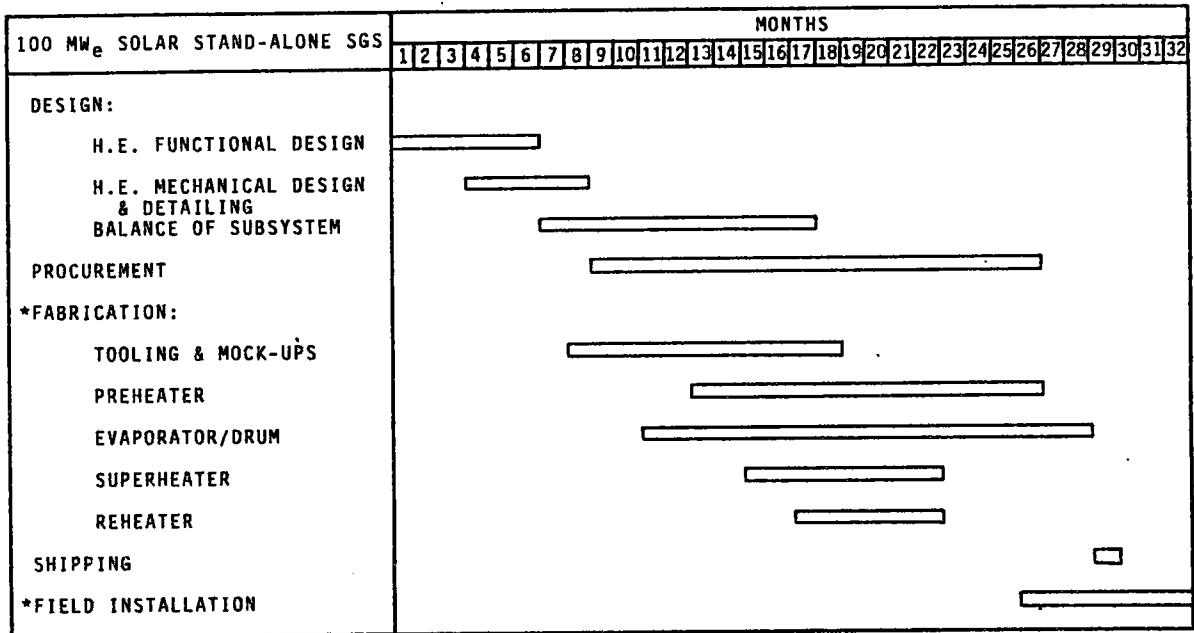 100 MWe SOLAR STAND-ALONE SGS
MONTHS
1 2 3 4 5 6 7 8 9 10 11 12 13 14 15 16 17 18 19 20 21 22 23 24 25 26 27 28 29 30 31 32
DESIGN:
H.E. FUNCTIONAL DESIGN
H.E. MECHANICAL DESIGN
& DETAILING
BALANCE OF SUBSYSTEM
PROCUREMENT
*FABRICATION:
TOOLING & MOCK-UPS
PREHEATER
EVAPORATOR/DRUM
SUPERHEATER
REHEATER
SHIPPING
*FIELD INSTALLATION